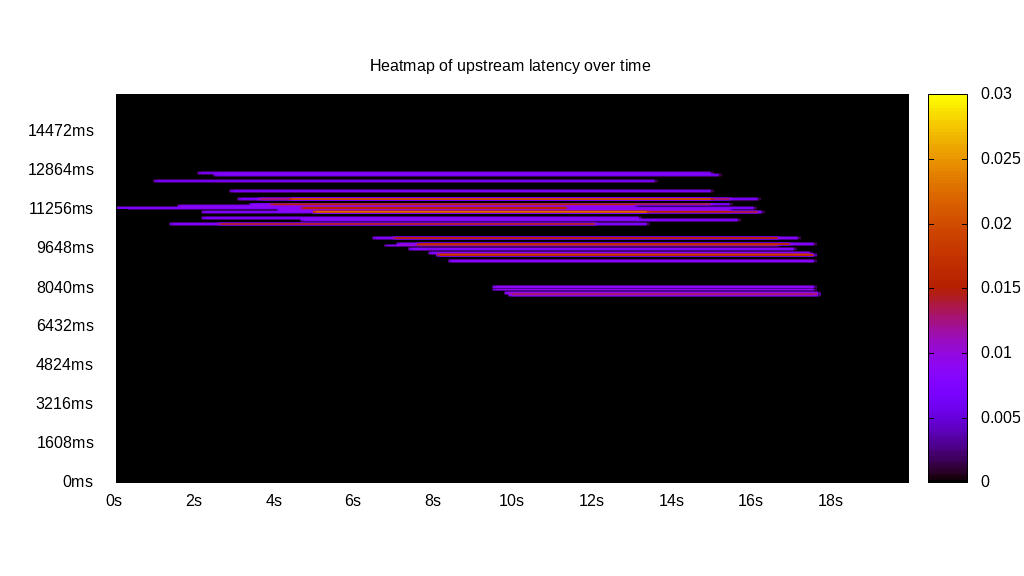 Heatmap of upstream latency over time
14472ms
12864ms
11256ms
9648ms
8040ms
6432ms
4824ms
3216ms
1608ms
0ms
0s 2s 4s 6s 8s 10s 12s 14s 16s 18s
0.03
0.025
0.02
0.015
0.01
0.005
0